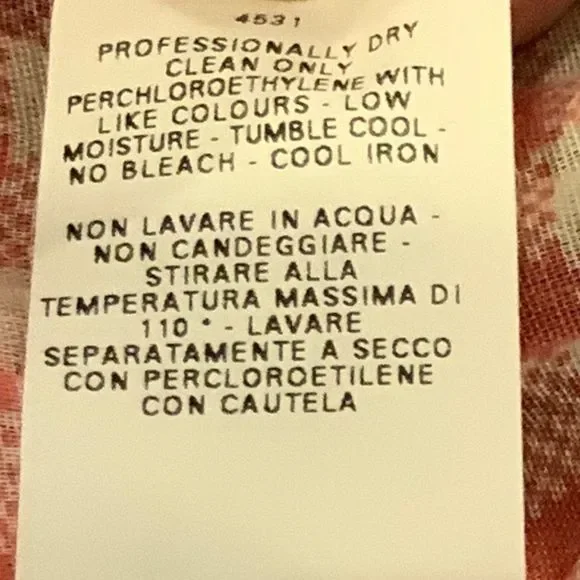 4531
PROFESSIONALLY DRY
CLEAN ONLY
PERCHLOROETHYLENE WITH
LIKE COLOURS - LOW
MOISTURE - TUMBLE COOL -
NO BLEACH - COOL IRON
NON LAVARE IN ACQUA -
NON CANDEGGIARE -
STIRARE ALLA
TEMPERATURA MASSIMA DI
110 ° - LAVARE
SEPARATAMENTE A SECCO
CON PERCLOROETILENE
CON CAUTELA